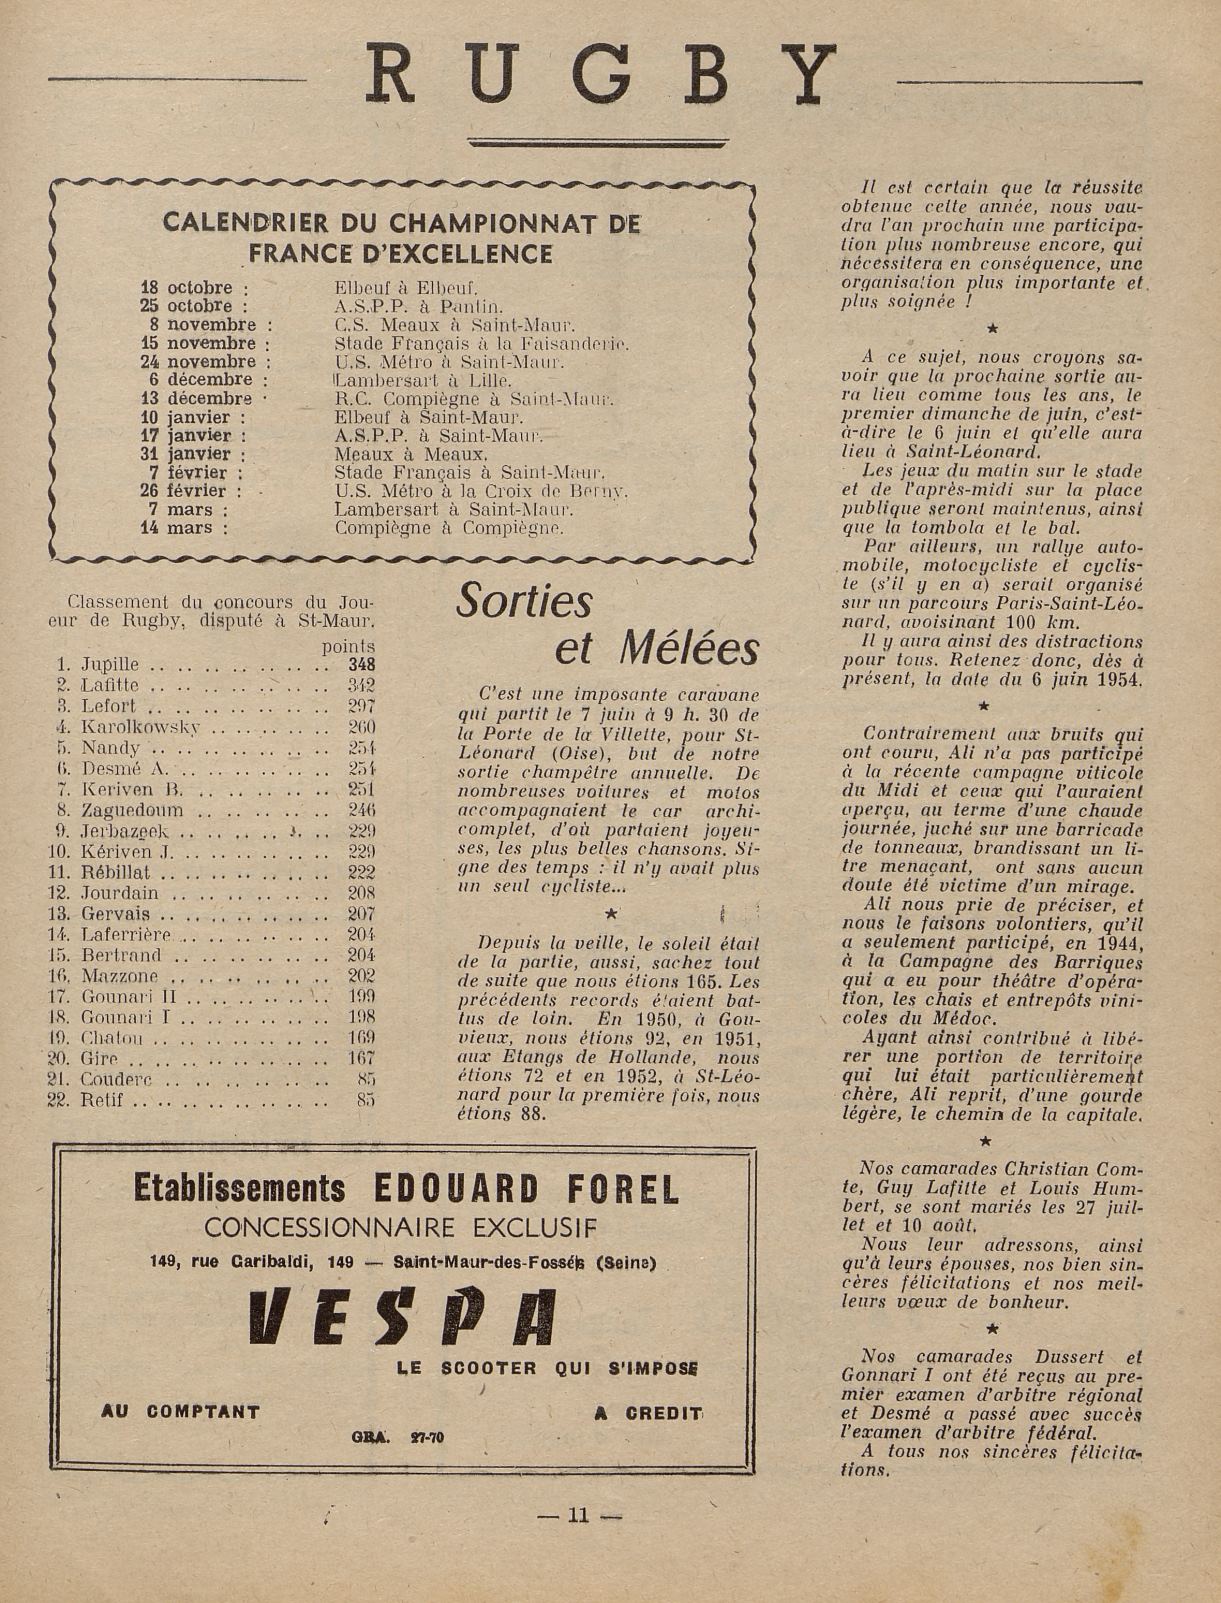 RUGBY
CALENDRIER DU CHAMPIONNAT DE
FRANCE D'EXCELLENCE
18 octobre : Elbeuf à Elbeuf.
25 octobre : A.S.P.P. à Pantin.
8 novembre : C.S. Meaux à Saint-Maur.
15 novembre : Stade Français à la Faisanderie.
24 novembre : U.S. Métro à Saint-Maur.
6 décembre : Lambersart à Lille.
13 décembre · R.C. Compiègne à Saint-Maur.
10 janvier : Elbeuf à Saint-Maur.
17 janvier : A.S.P.P. à Saint-Maur.
31 janvier : Meaux à Meaux.
7 février : Stade Français à Saint-Maur.
26 février : U.S. Métro à la Croix de Berny.
7 mars : Lambersart à Saint-Maur.
14 mars : Compiègne à Compiègne.
Classement du concours du Jou-
eur de Rugby, disputé à St-Maur.
points
1. Jupille .. .. .. .. .. .. .. 348
2. Lafitte .. .. .. .. .. .. .. 342
3. Lefort .. .. .. .. .. .. .. 297
4. Karolkowsky .. .. .. .. .. 260
5. Nandy .. .. .. .. .. .. .. 254
6. Desmé A. .. .. .. .. .. .. 254
7. Keriven B. .. .. .. .. .. .. 251
8. Zaguedoum .. .. .. .. .. 246
9. Jerbazeek .. .. .. .. .. .. 229
10. Kériven J. .. .. .. .. .. .. 229
11. Rébillat .. .. .. .. .. .. .. 222
12. Jourdain .. .. .. .. .. .. 208
13. Gervais .. .. .. .. .. .. .. 207
14. Laferrière .. .. .. .. .. .. 204
15. Bertrand .. .. .. .. .. .. 204
16. Mazzone .. .. .. .. .. .. 202
17. Gounari II .. .. .. .. .. .. 199
18. Gounari I .. .. .. .. .. .. 198
19. Chatou .. .. .. .. .. .. .. 169
20. Gire .. .. .. .. .. .. .. .. 167
21. Couderc .. .. .. .. .. .. 85
22. Retif .. .. .. .. .. .. .. .. 85
Sorties
et Mélées
C'est une imposante caravane
qui partit le 7 juin à 9 h. 30 de
la Porte de la Villette, pour St-
Léonard (Oise), but de notre
sortie champêtre annuelle. De
nombreuses voitures et motos
accompagnaient le car archi-
complet, d'où partaient joyeu-
ses, les plus belles chansons. Si-
gne des temps : il n'y avait plus
un seul cycliste...
★
Depuis la veille, le soleil était
de la partie, aussi, sachez tout
de suite que nous étions 165. Les
précédents records étaient bat-
tus de loin. En 1950, à Gou-
vieux, nous étions 92, en 1951,
aux Etangs de Hollande, nous
étions 72 et en 1952, à St-Léo-
nard pour la première fois, nous
étions 88.
Il est certain que la réussite
obtenue cette année, nous vau-
dra l'an prochain une participa-
tion plus nombreuse encore, qui
nécessitera en conséquence, une
organisation plus importante et
plus soignée !
★
A ce sujet, nous croyons sa-
voir que la prochaine sortie au-
ra lieu comme tous les ans, le
premier dimanche de juin, c'est-
à-dire le 6 juin et qu'elle aura
lieu à Saint-Léonard.
Les jeux du matin sur le stade
et de l'après-midi sur la place
publique seront maintenus, ainsi
que la tombola et le bal.
Par ailleurs, un rallye auto-
mobile, motocycliste et cyclis-
te (s'il y en a) serait organisé
sur un parcours Paris-Saint-Léo-
nard, avoisinant 100 km.
Il y aura ainsi des distractions
pour tous. Retenez donc, dès à
présent, la date du 6 juin 1954.
★
Contrairement aux bruits qui
ont couru, Ali n'a pas participé
à la récente campagne viticole
du Midi et ceux qui l'auraient
aperçu, au terme d'une chaude
journée, juché sur une barricade
de tonneaux, brandissant un li-
tre menaçant, ont sans aucun
doute été victime d'un mirage.
Ali nous prie de préciser, et
nous le faisons volontiers, qu'il
a seulement participé, en 1944,
à la Campagne des Barriques
qui a eu pour théâtre d'opéra-
tion, les chais et entrepôts vini-
coles du Médoc.
Ayant ainsi contribué à libé-
rer une portion de territoire
qui lui était particulièrement
chère, Ali reprit, d'une gourde
légère, le chemin de la capitale.
★
Nos camarades Christian Com-
te, Guy Lafitte et Louis Hum-
bert, se sont mariés les 27 juil-
let et 10 août.
Nous leur adressons, ainsi
qu'à leurs épouses, nos bien sin-
cères félicitations et nos meil-
leurs vœux de bonheur.
★
Nos camarades Dussert et
Gonnari I ont été reçus au pre-
mier examen d'arbitre régional
et Desmé a passé avec succès
l'examen d'arbitre fédéral.
A tous nos sincères félicita-
tions.
Etablissements EDOUARD FOREL
CONCESSIONNAIRE EXCLUSIF
149, rue Garibaldi, 149 — Saint-Maur-des-Fossés (Seine)
VESPA
LE SCOOTER QUI S'IMPOSE
AU COMPTANT A CREDIT
GRA. 27-70
— 11 —